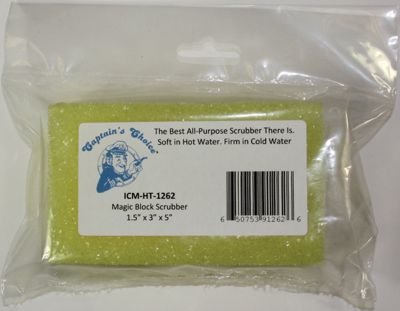 Captain's Choice
The Best All-Purpose Scrubber There Is.
Soft in Hot Water. Firm in Cold Water
ICM-HT-1262
Magic Block Scrubber
1.5" x 3" x 5"
6 50753 91262 6